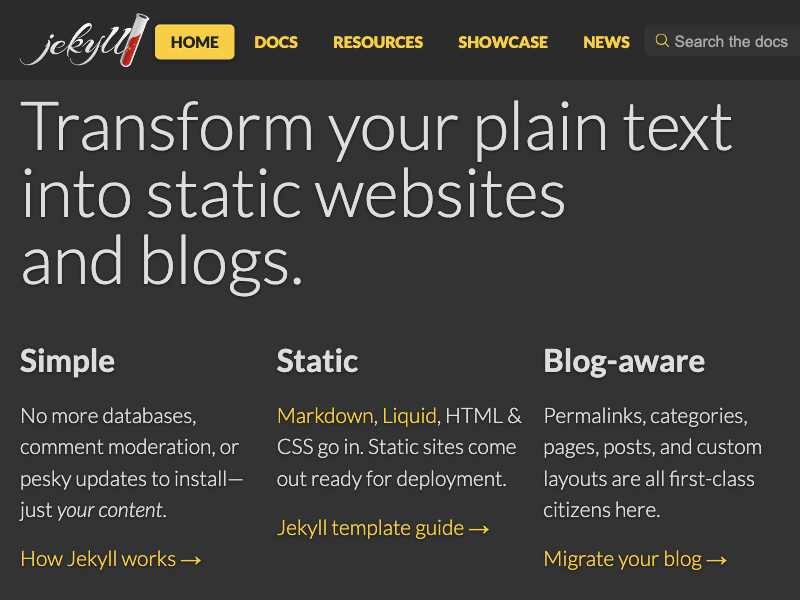 jekyll
HOME
DOCS
RESOURCES
SHOWCASE
NEWS
Search the docs
Transform your plain text
into static websites
and blogs.
Simple
No more databases,
comment moderation, or
pesky updates to install—
just your content.
How Jekyll works →
Static
Markdown, Liquid, HTML &
CSS go in. Static sites come
out ready for deployment.
Jekyll template guide →
Blog-aware
Permalinks, categories,
pages, posts, and custom
layouts are all first-class
citizens here.
Migrate your blog →